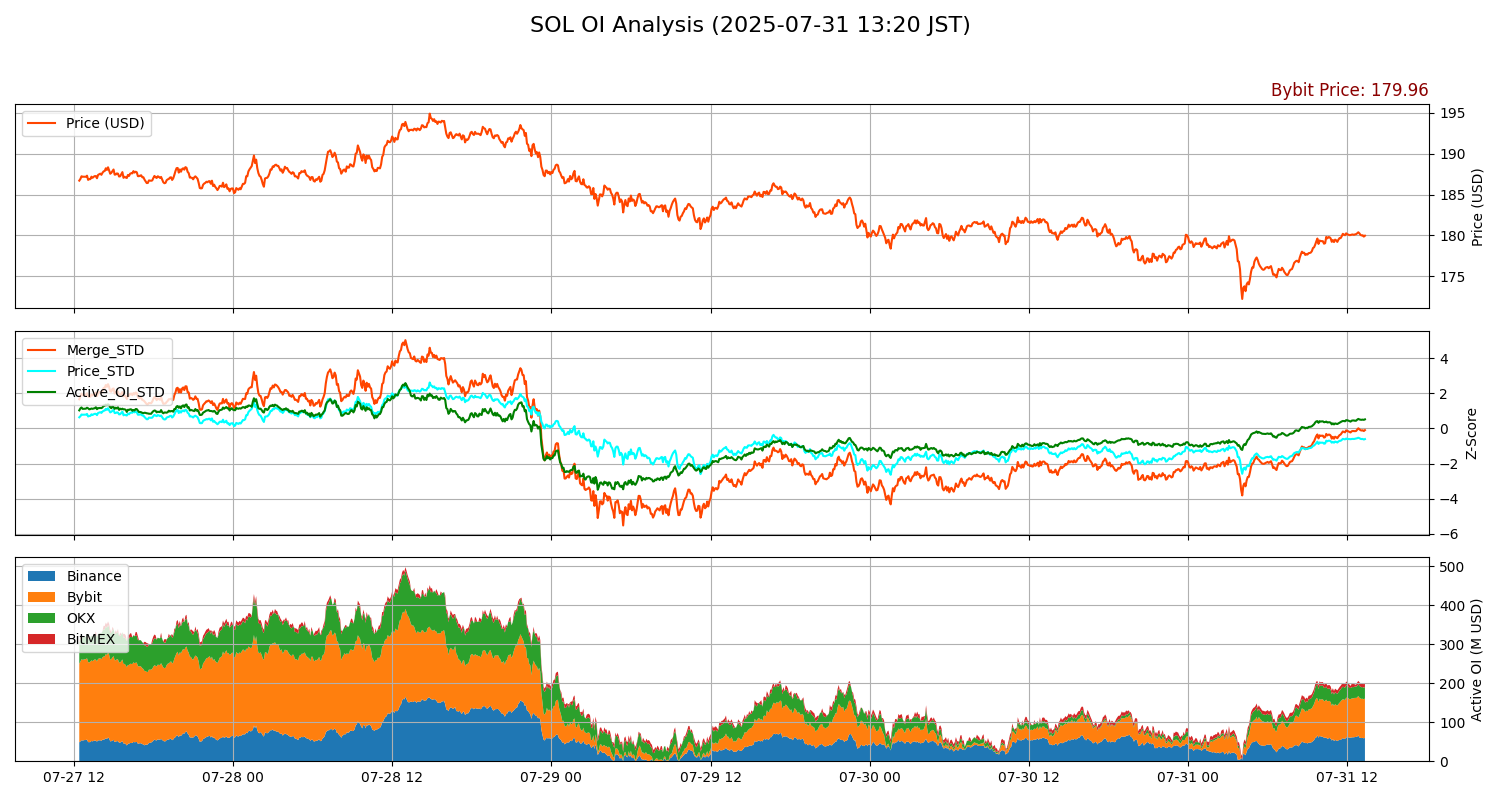 SOL OI Analysis (2025-07-31 13:20 JST)
Bybit Price: 179.96
Price (USD)
195
190
185
180
175
Price (USD)
Merge_STD
Price_STD
Active_OI_STD
4
2
0
−2
−4
−6
Z-Score
Binance
Bybit
OKX
BitMEX
500
400
300
200
100
0
Active OI (M USD)
07-27 12
07-28 00
07-28 12
07-29 00
07-29 12
07-30 00
07-30 12
07-31 00
07-31 12